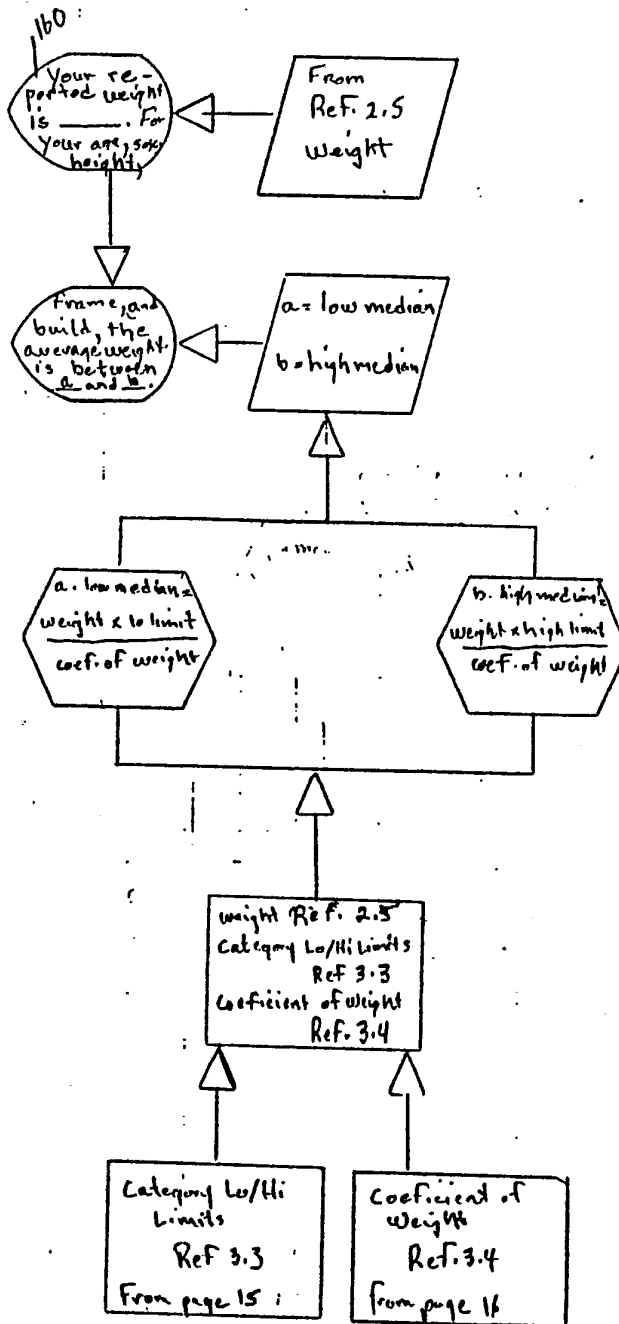 160
Your re-
ported weight
is ____. For
your age, sex,
height,
From
Ref. 2.5
Weight
Frame, and
build, the
average weight
is between
a and b.
a = low median
b = high median
a. low median =
weight x lo limit
coef. of weight
b. high median =
weight x high limit
coef. of weight
weight Ref. 2.5
Category Lo/Hi Limits
Ref 3.3
Coeficient of weight
Ref. 3.4
Category Lo/Hi
Limits
Ref 3.3
From page 15
Coeficient of
Weight
Ref. 3.4
from page 16